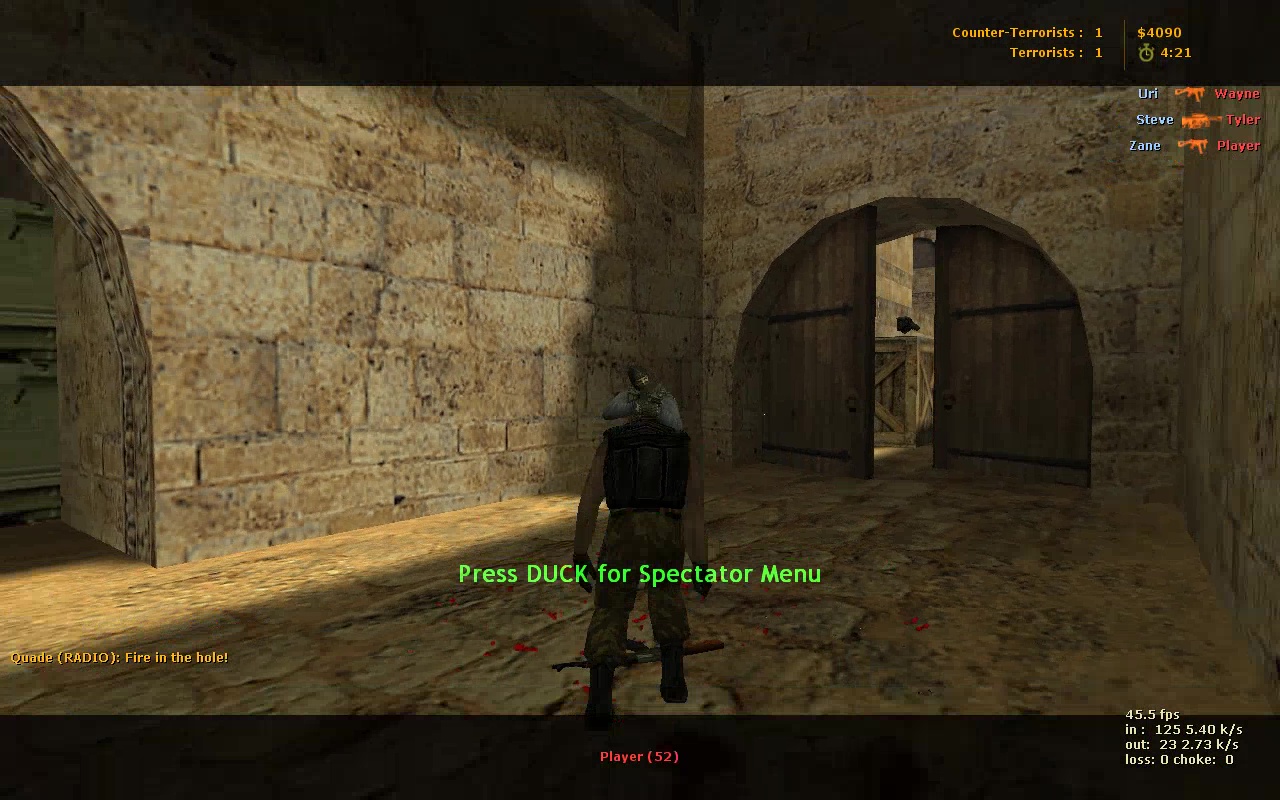 Counter-Terrorists : 1 $4090
Terrorists : 1 4:21
Uri Wayne
Steve Tyler
Zane Player
Press DUCK for Spectator Menu
Quade (RADIO): Fire in the hole!
45.5 fps
in : 125 5.40 k/s
out: 23 2.73 k/s
loss: 0 choke: 0
Player (52)